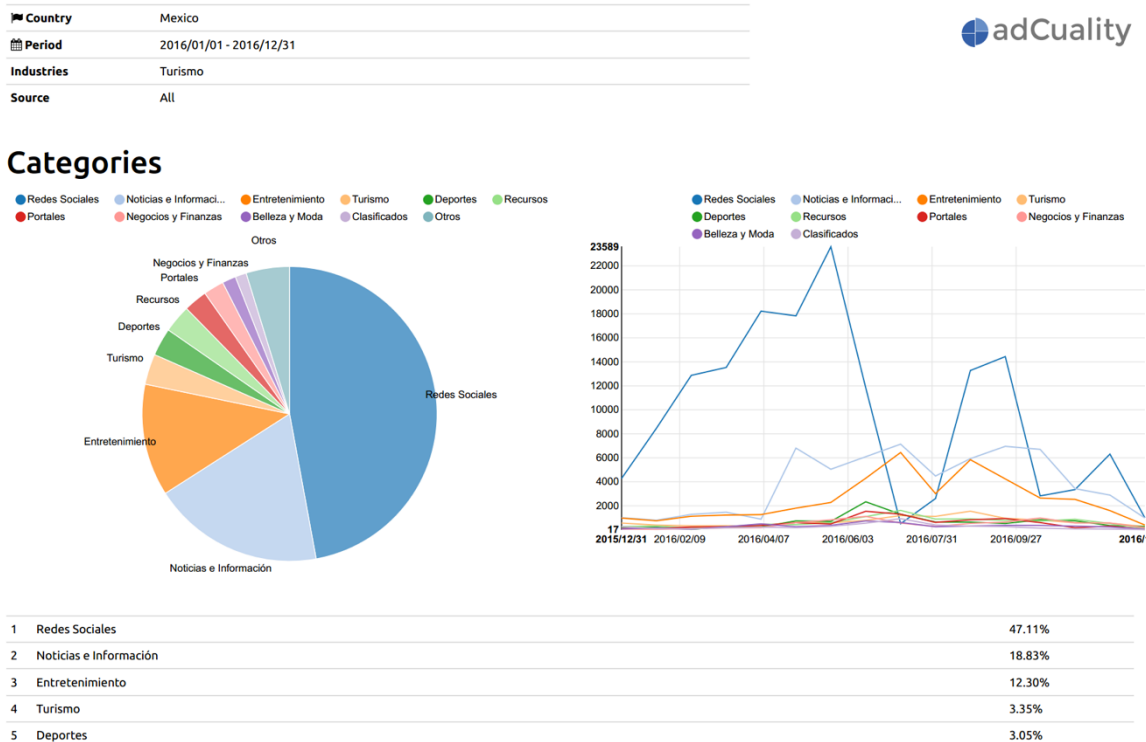 Country Mexico
adCuality
Period 2016/01/01 - 2016/12/31
Industries Turismo
Source All
Categories
Redes Sociales Noticias e Informaci... Entretenimiento Turismo Deportes Recursos
Portales Negocios y Finanzas Belleza y Moda Clasificados Otros
Otros
Negocios y Finanzas
Portales
Recursos
Deportes
Turismo
Redes Sociales
Entretenimiento
Noticias e Información
Redes Sociales Noticias e Informaci... Entretenimiento Turismo
Deportes Recursos Portales Negocios y Finanzas
Belleza y Moda Clasificados
23589
22000
20000
18000
16000
14000
12000
10000
8000
6000
4000
2000
17
2015/12/31 2016/02/09 2016/04/07 2016/06/03 2016/07/31 2016/09/27 2016/
1 Redes Sociales 47.11%
2 Noticias e Información 18.83%
3 Entretenimiento 12.30%
4 Turismo 3.35%
5 Deportes 3.05%